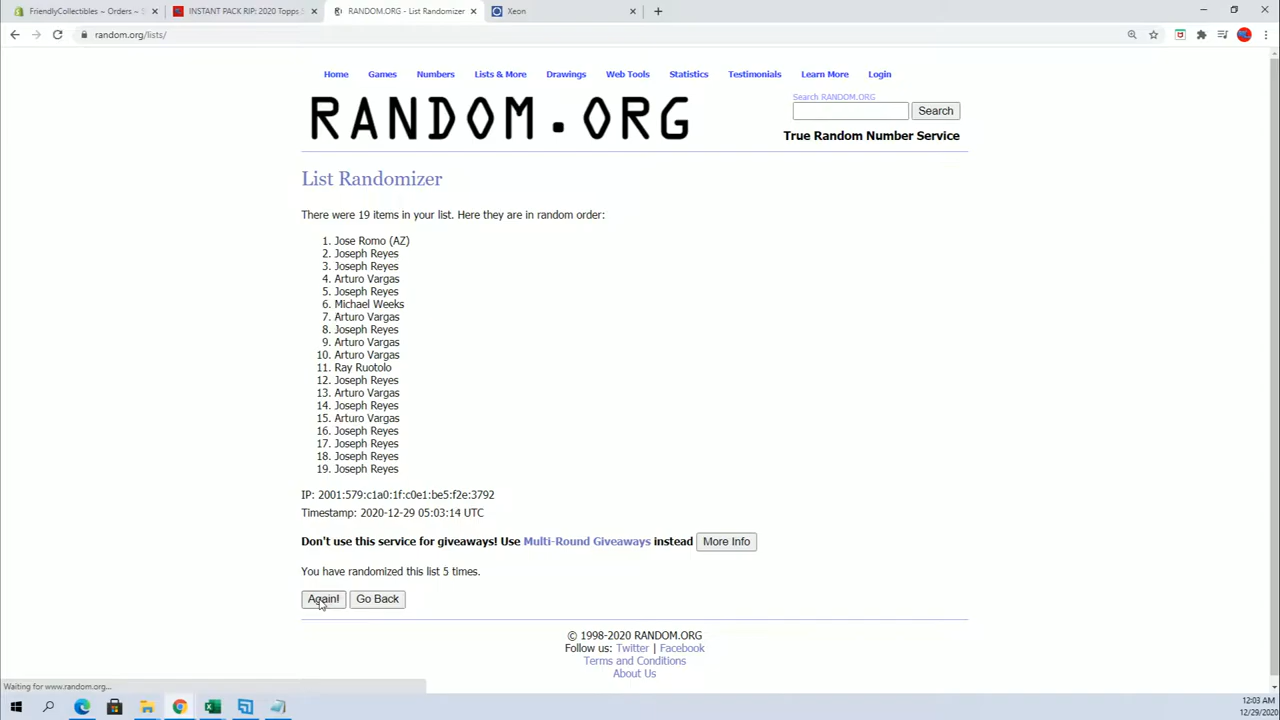 FriendlyCollectibles ~ Orders ~ S
INSTANT PACK RIP: 2020 Topps S
RANDOM.ORG - List Randomizer
Xeon
random.org/lists/
Home Games Numbers Lists & More Drawings Web Tools Statistics Testimonials Learn More Login
RANDOM.ORG
Search RANDOM.ORG
Search
True Random Number Service
List Randomizer
There were 19 items in your list. Here they are in random order:
1. Jose Romo (AZ)
2. Joseph Reyes
3. Joseph Reyes
4. Arturo Vargas
5. Joseph Reyes
6. Michael Weeks
7. Arturo Vargas
8. Joseph Reyes
9. Arturo Vargas
10. Arturo Vargas
11. Ray Ruotolo
12. Joseph Reyes
13. Arturo Vargas
14. Joseph Reyes
15. Arturo Vargas
16. Joseph Reyes
17. Joseph Reyes
18. Joseph Reyes
19. Joseph Reyes
IP: 2001:579:c1a0:1f:c0e1:be5:f2e:3792
Timestamp: 2020-12-29 05:03:14 UTC
Don't use this service for giveaways! Use Multi-Round Giveaways instead More Info
You have randomized this list 5 times.
Again! Go Back
© 1998-2020 RANDOM.ORG
Follow us: Twitter | Facebook
Terms and Conditions
About Us
Waiting for www.random.org...
12:03 AM
12/29/2020